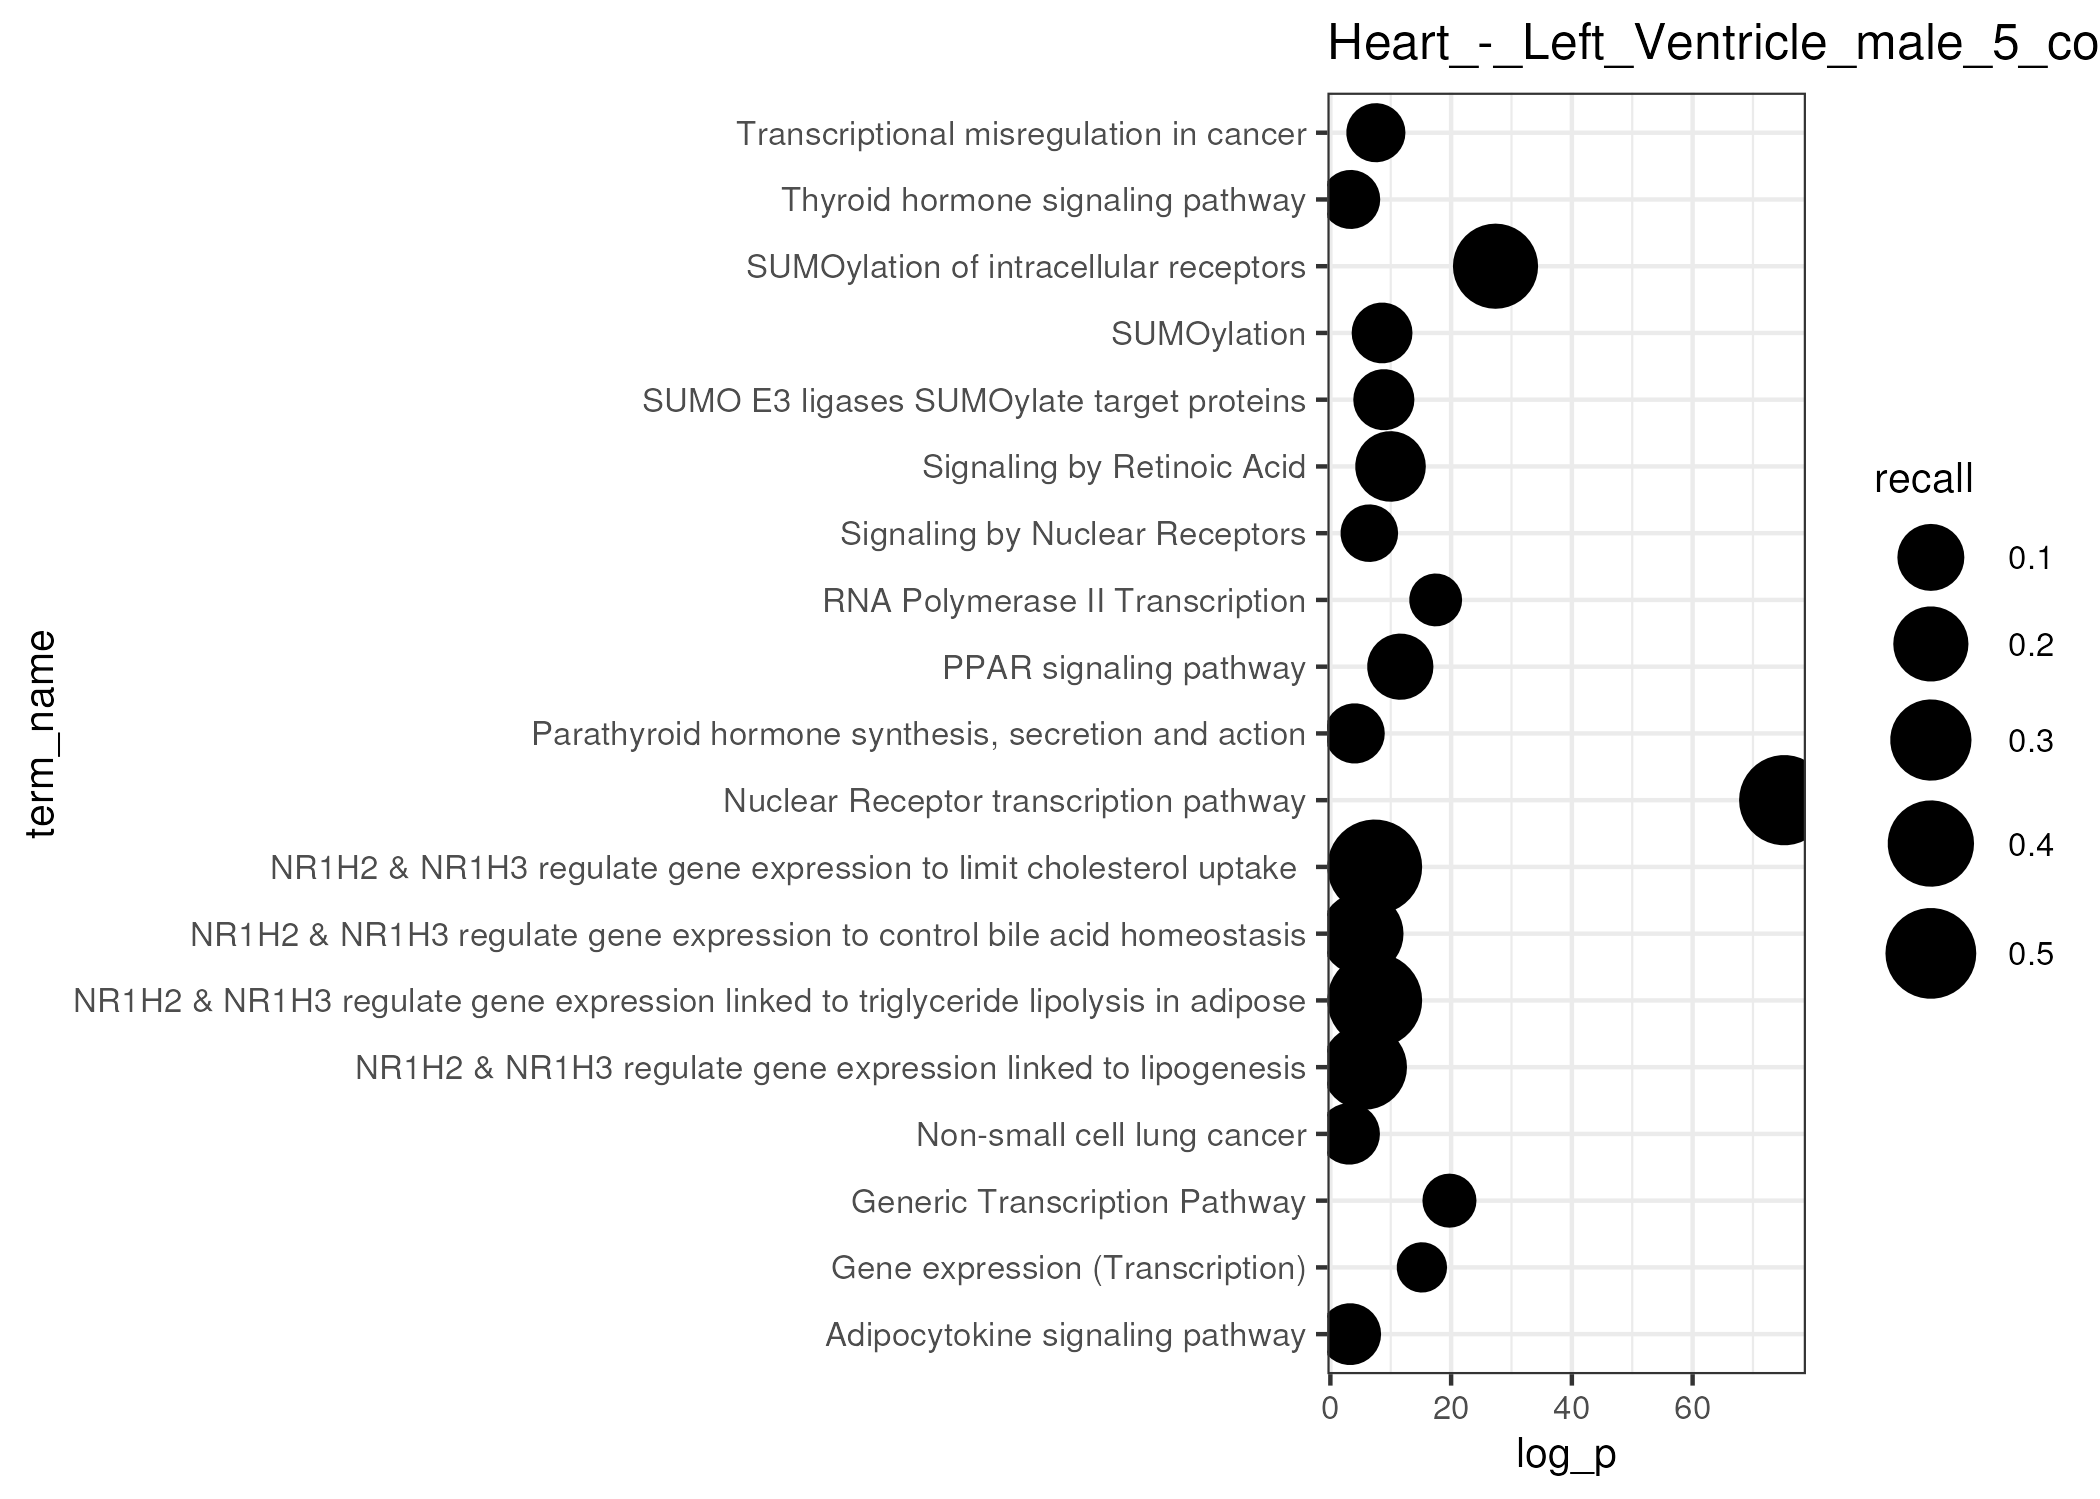 Heart_-_Left_Ventricle_male_5_co
Transcriptional misregulation in cancer
Thyroid hormone signaling pathway
SUMOylation of intracellular receptors
SUMOylation
SUMO E3 ligases SUMOylate target proteins
Signaling by Retinoic Acid
Signaling by Nuclear Receptors
RNA Polymerase II Transcription
PPAR signaling pathway
Parathyroid hormone synthesis, secretion and action
Nuclear Receptor transcription pathway
NR1H2 & NR1H3 regulate gene expression to limit cholesterol uptake
NR1H2 & NR1H3 regulate gene expression to control bile acid homeostasis
NR1H2 & NR1H3 regulate gene expression linked to triglyceride lipolysis in adipose
NR1H2 & NR1H3 regulate gene expression linked to lipogenesis
Non-small cell lung cancer
Generic Transcription Pathway
Gene expression (Transcription)
Adipocytokine signaling pathway
term_name
0 20 40 60
log_p
recall
0.1
0.2
0.3
0.4
0.5